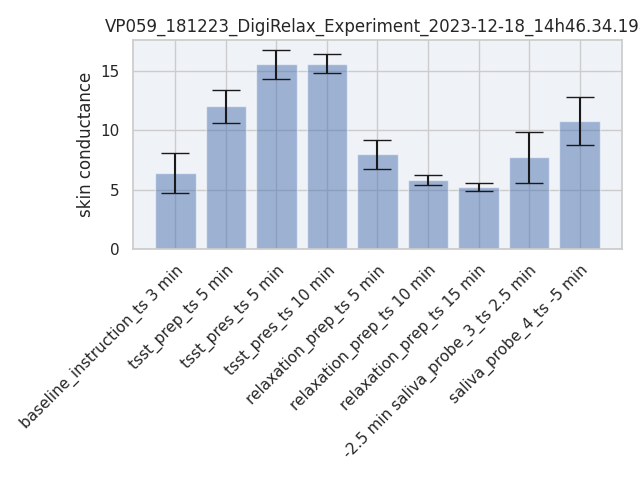 VP059_181223_DigiRelax_Experiment_2023-12-18_14h46.34.19
skin conductance
15
10
5
0
baseline_instruction_ts 3 min
tsst_prep_ts 5 min
tsst_pres_ts 5 min
tsst_pres_ts 10 min
relaxation_prep_ts 5 min
relaxation_prep_ts 10 min
relaxation_prep_ts 15 min
-2.5 min saliva_probe_3_ts 2.5 min
saliva_probe_4_ts -5 min